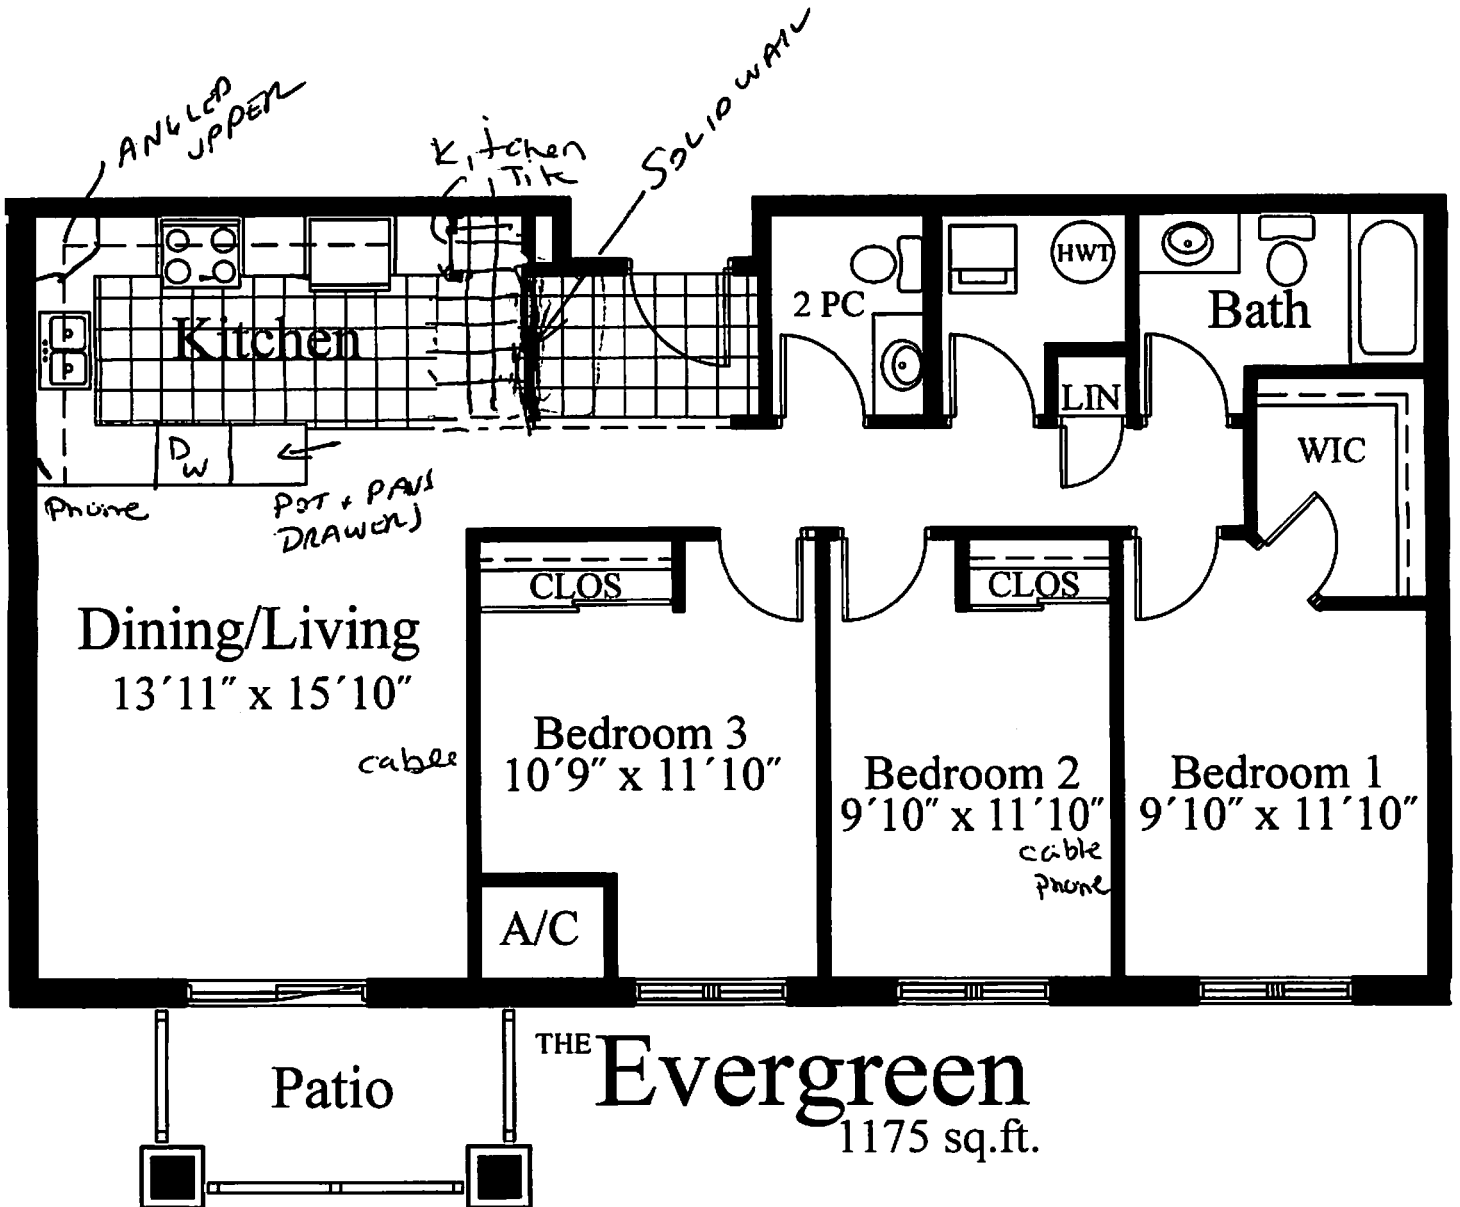 ANGLED
UPPER
Kitchen
Tile
SOLID WALL
Kitchen
2 PC
HWT
Bath
LIN
WIC
DW
Phone
POT + PANS
DRAWERS
CLOS
CLOS
Dining/Living
13´11″ x 15´10″
cable
Bedroom 3
10´9″ x 11´10″
Bedroom 2
9´10″ x 11´10″
cable
phone
Bedroom 1
9´10″ x 11´10″
A/C
Patio
THE Evergreen
1175 sq.ft.